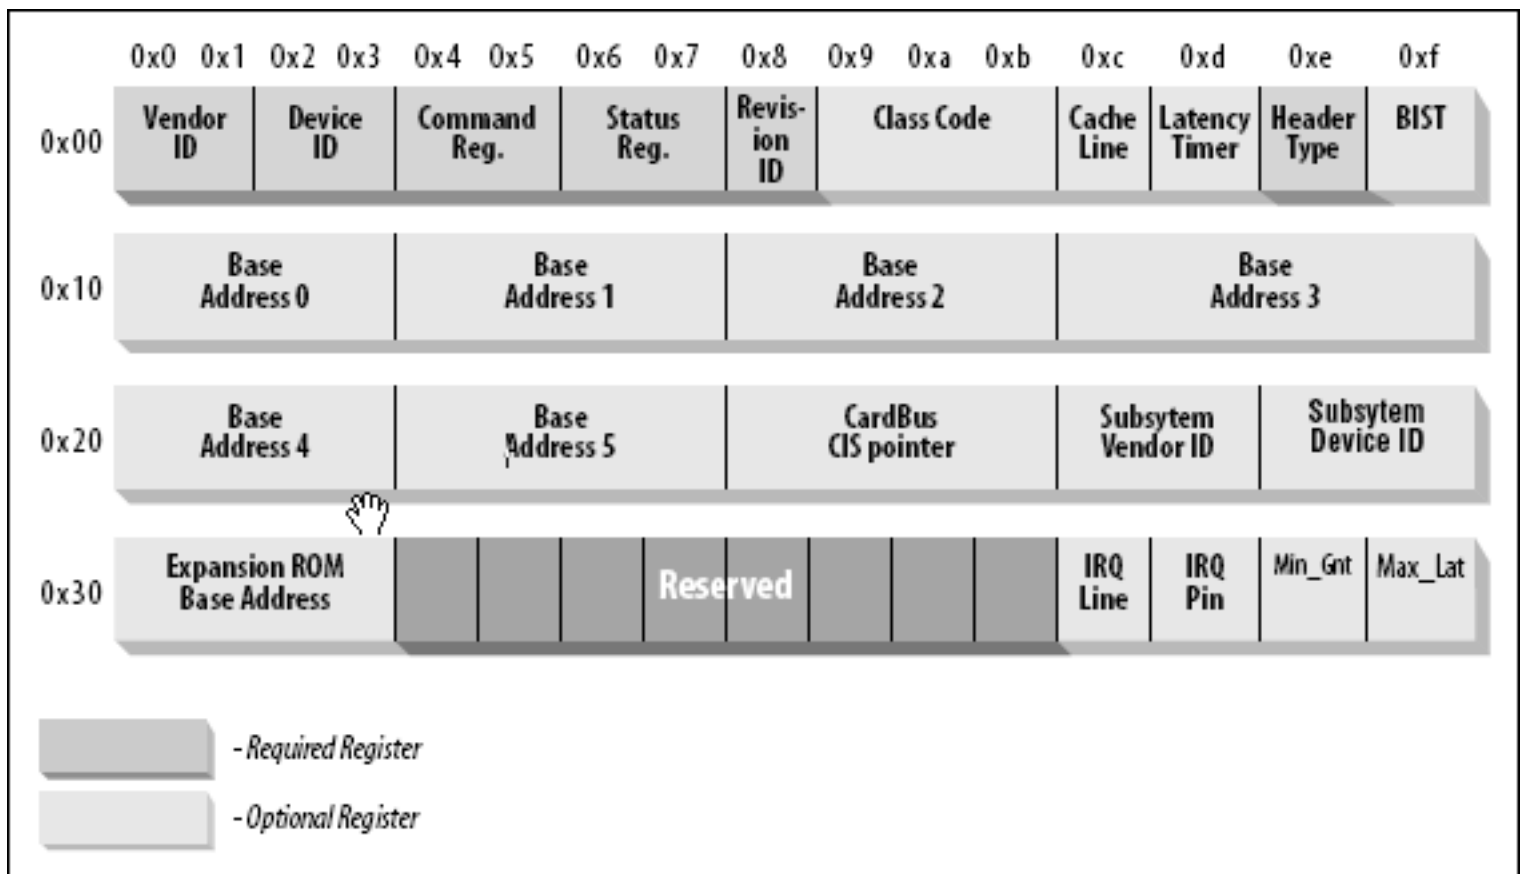 0x0 0x1 0x2 0x3 0x4 0x5 0x6 0x7 0x8 0x9 0xa 0xb 0xc 0xd 0xe 0xf
0x00
Vendor
ID
Device
ID
Command
Reg.
Status
Reg.
Revis-
ion
ID
Class Code
Cache
Line
Latency
Timer
Header
Type
BIST
0x10
Base
Address 0
Base
Address 1
Base
Address 2
Base
Address 3
0x20
Base
Address 4
Base
Address 5
CardBus
CIS pointer
Subsytem
Vendor ID
Subsytem
Device ID
0x30
Expansion ROM
Base Address
Reserved
IRQ
Line
IRQ
Pin
Min_Gnt
Max_Lat
- Required Register
- Optional Register